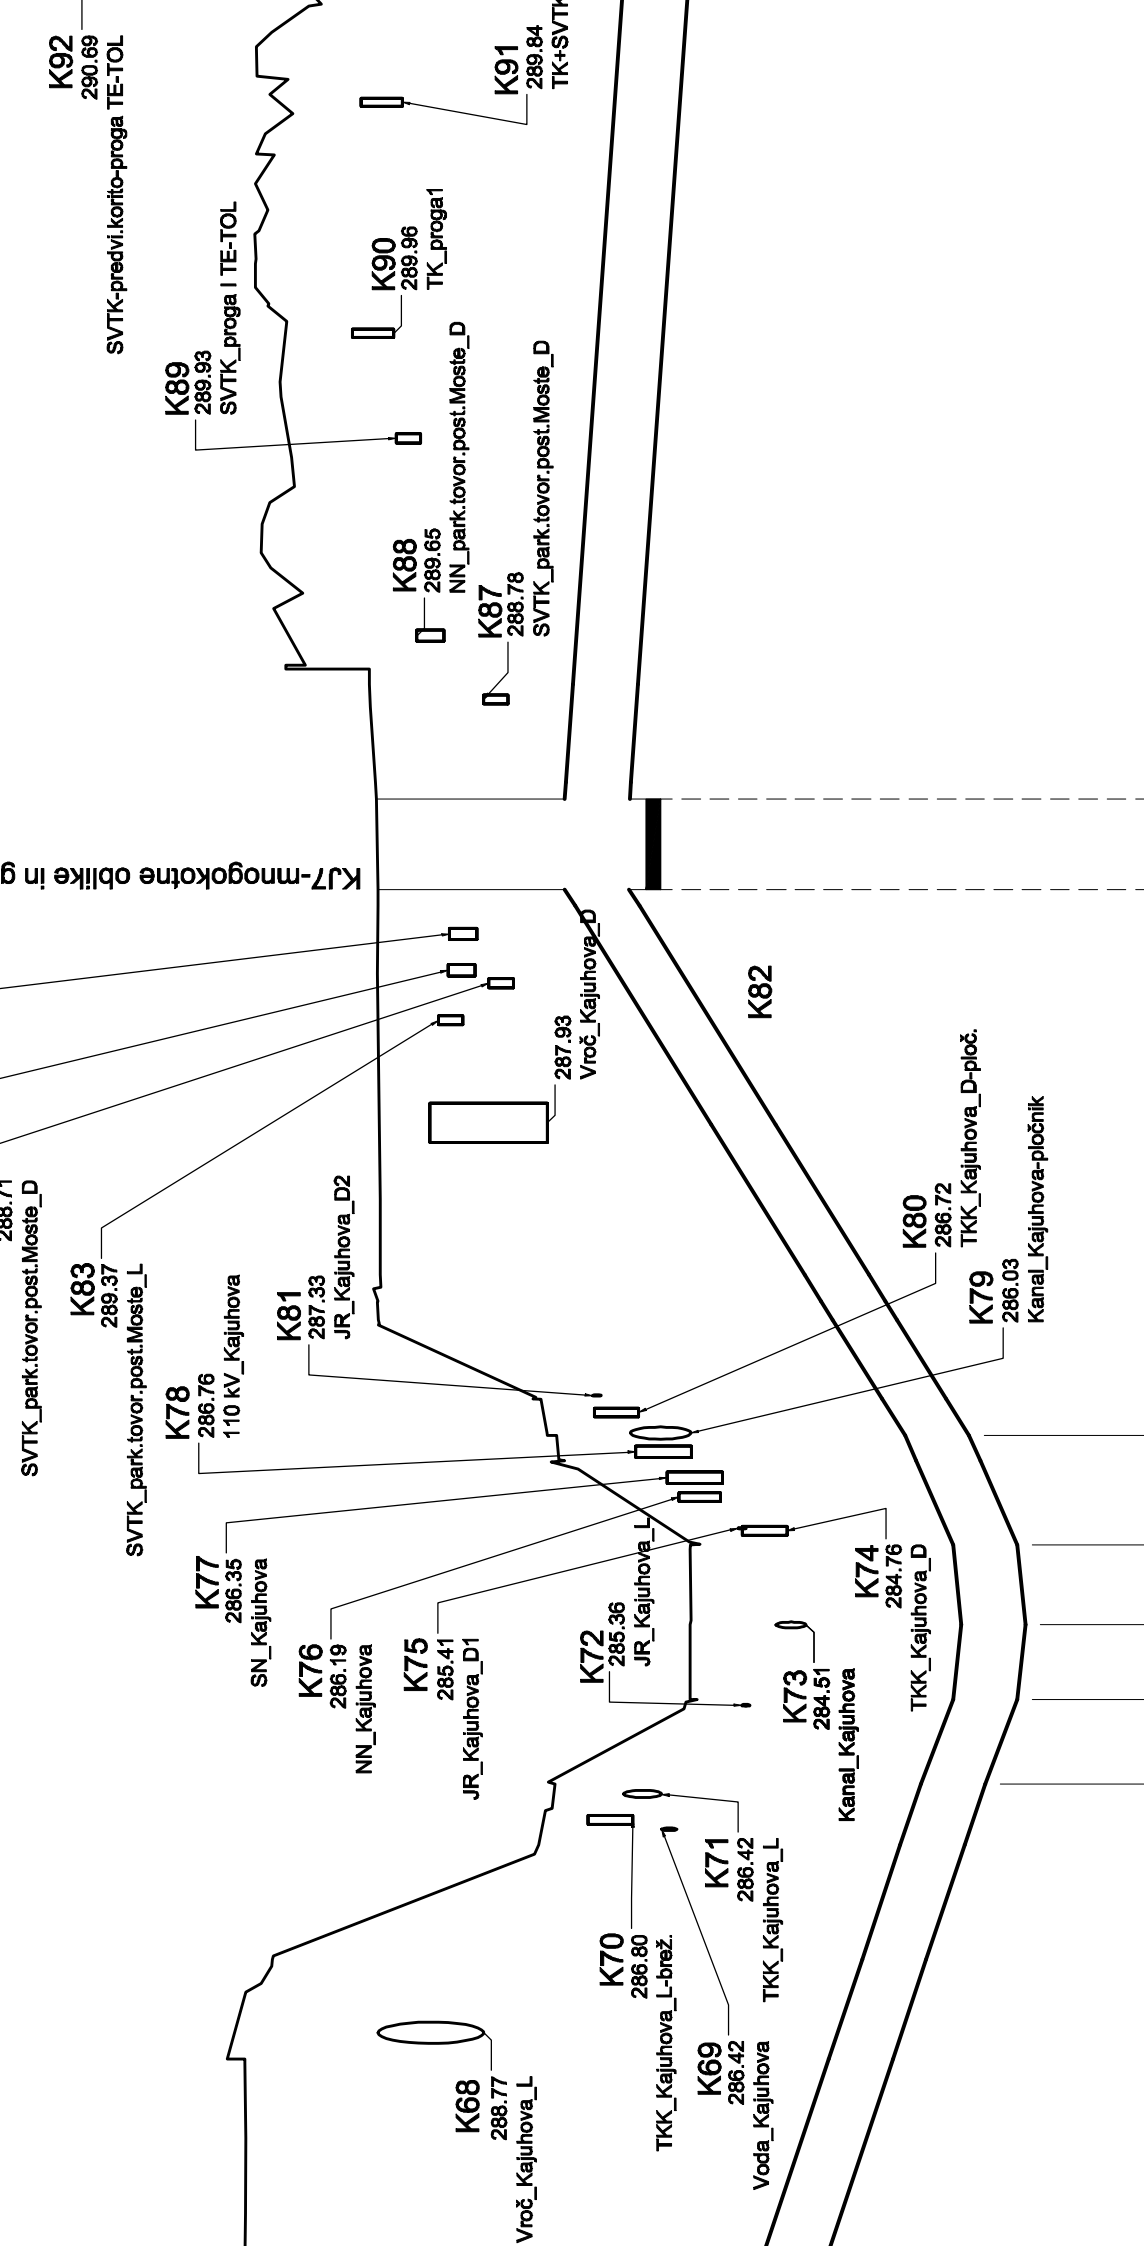 K92
290.69
SVTK-predvi.korito-proga TE-TOL
K91
289.84
K90
289.96
TK_proga1
K89
289.93
SVTK_proga I TE-TOL
K88
289.65
NN_park.tovor.post.Moste_D
K87
288.78
SVTK_park.tovor.post.Moste_D
KJ7-mnogokotne oblike in
K82
287.93
Vroč_Kajuhova_D
288.71
SVTK_park.tovor.post.Moste_D
K83
289.37
SVTK_park.tovor.post.Moste_L
K81
287.33
JR_Kajuhova_D2
K80
286.72
TKK_Kajuhova_D-ploč.
K79
286.03
Kanal_Kajuhova-pločnik
K78
286.76
110 kV_Kajuhova
K77
286.35
SN_Kajuhova
K76
286.19
NN_Kajuhova
K75
285.41
JR_Kajuhova_D1
K74
284.76
TKK_Kajuhova_D
K73
284.51
Kanal_Kajuhova
K72
285.36
JR_Kajuhova_L
K71
286.42
TKK_Kajuhova_L
K70
286.80
TKK_Kajuhova_L-brež.
K69
286.42
Voda_Kajuhova
K68
288.77
Vroč_Kajuhova_L